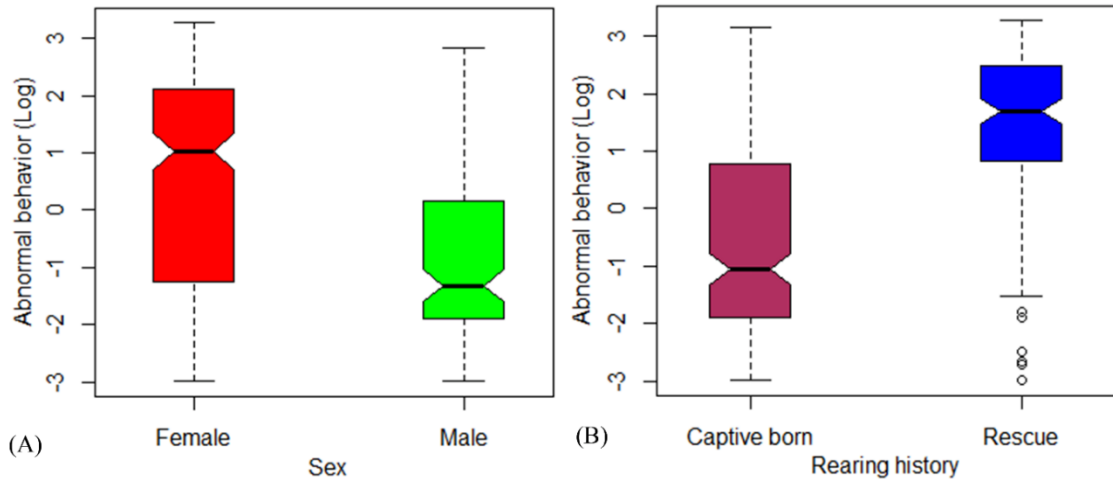 Abnormal behavior (Log)
3
2
1
0
-1
-2
-3
Female
Male
Sex
(A)
Abnormal behavior (Log)
3
2
1
0
-1
-2
-3
Captive born
Rescue
Rearing history
(B)